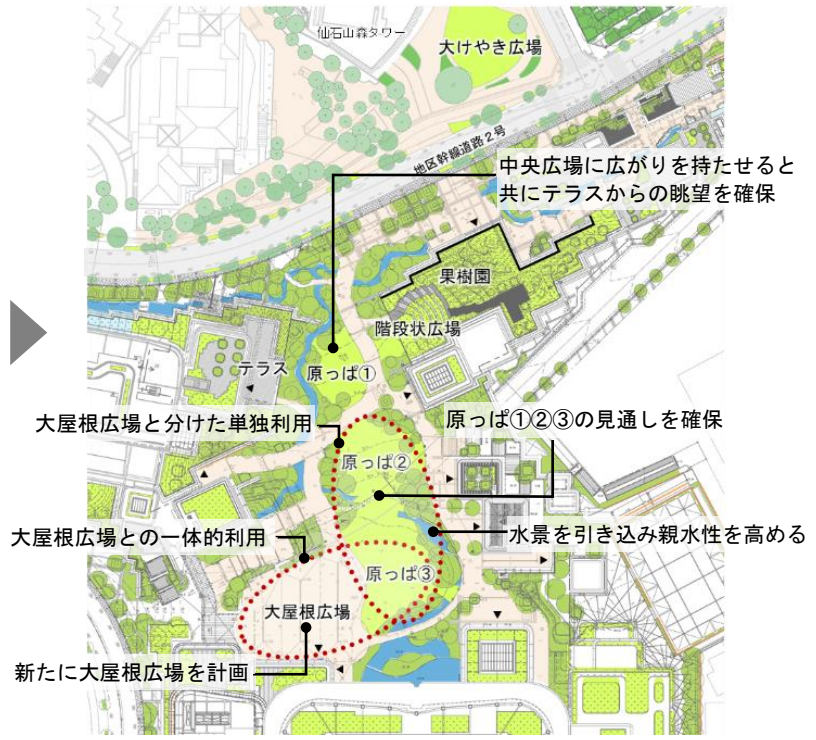 仙石山森タワー
大けやき広場
地区幹線道路2号
中央広場に広がりを持たせると
共にテラスからの眺望を確保
果樹園
階段状広場
テラス
原っぱ①
大屋根広場と分けた単独利用
原っぱ①②③の見通しを確保
原っぱ②
大屋根広場との一体的利用
水景を引き込み親水性を高める
原っぱ③
大屋根広場
新たに大屋根広場を計画